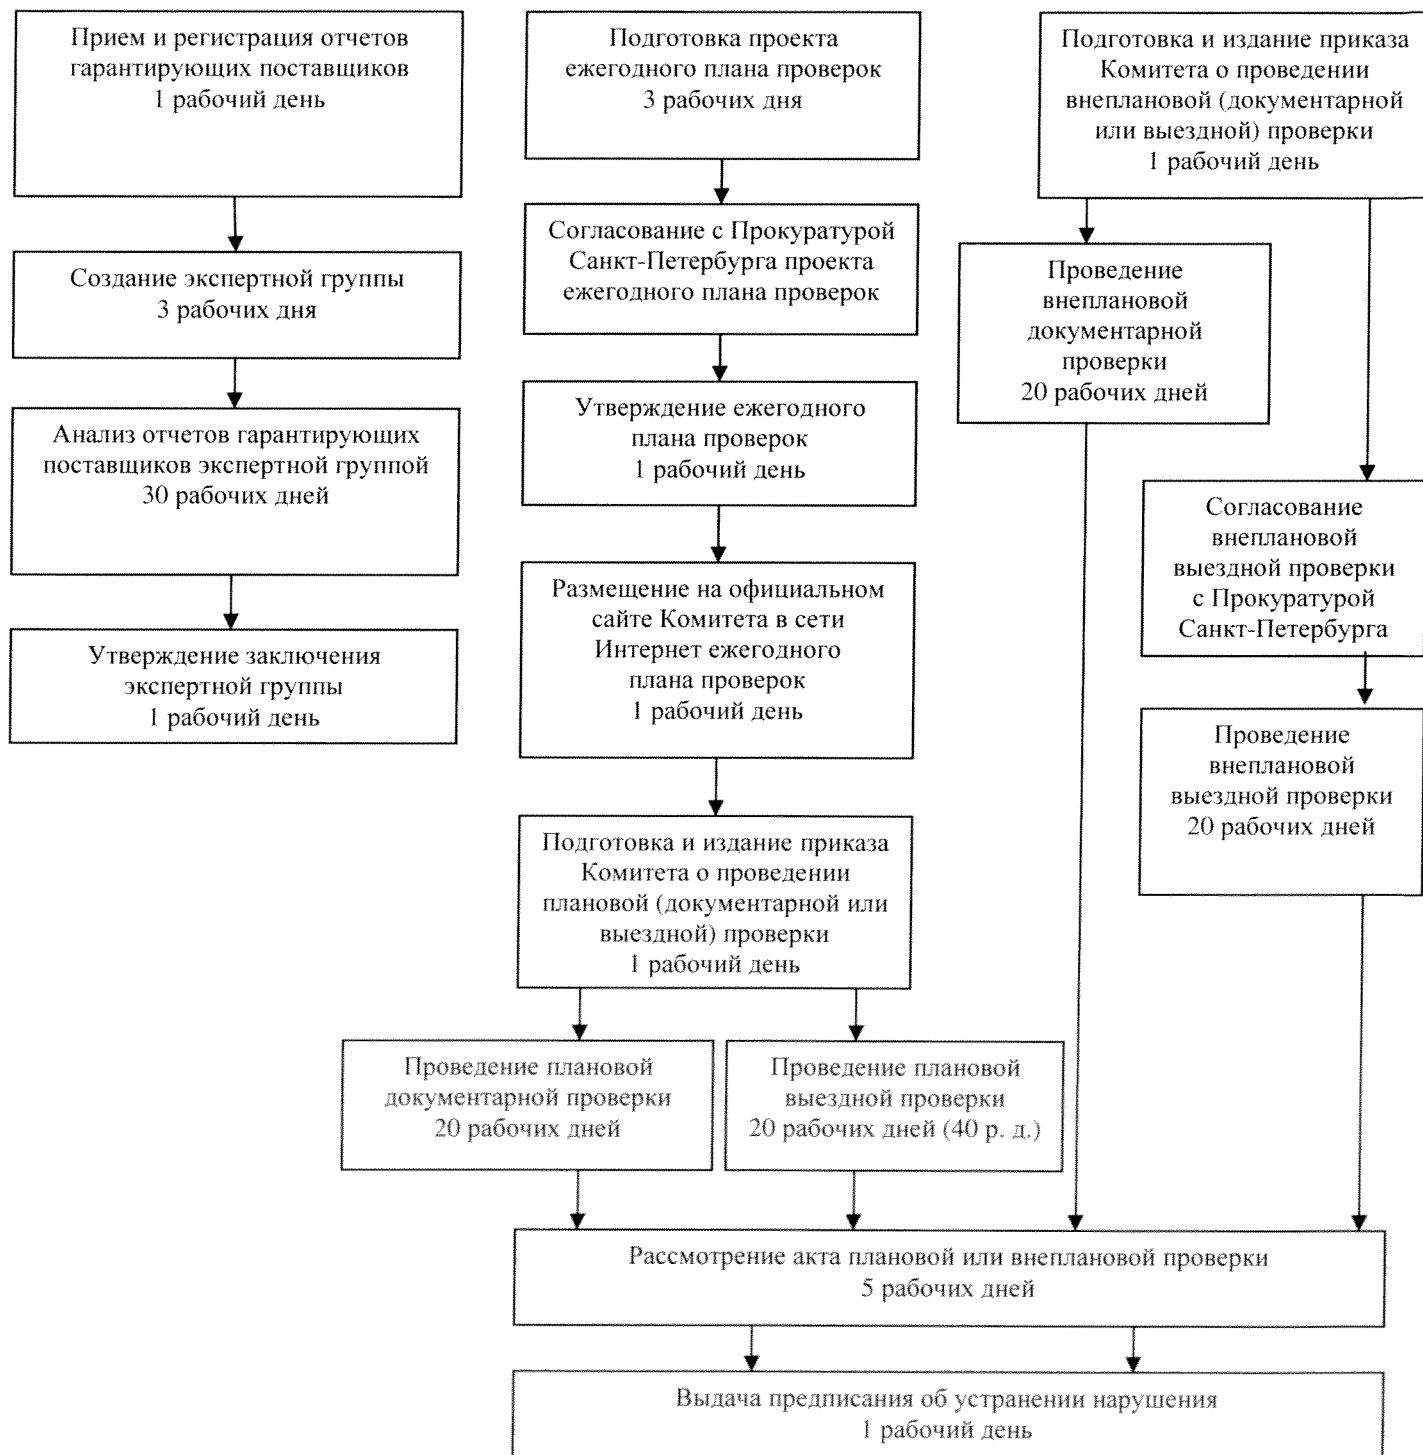 Прием и регистрация отчетов
гарантирующих поставщиков
1 рабочий день
Создание экспертной группы
3 рабочих дня
Анализ отчетов гарантирующих
поставщиков экспертной группой
30 рабочих дней
Утверждение заключения
экспертной группы
1 рабочий день
Подготовка проекта
ежегодного плана проверок
3 рабочих дня
Согласование с Прокуратурой
Санкт-Петербурга проекта
ежегодного плана проверок
Утверждение ежегодного
плана проверок
1 рабочий день
Размещение на официальном
сайте Комитета в сети
Интернет ежегодного
плана проверок
1 рабочий день
Подготовка и издание приказа
Комитета о проведении
плановой (документарной или
выездной) проверки
1 рабочий день
Проведение плановой
документарной проверки
20 рабочих дней
Проведение плановой
выездной проверки
20 рабочих дней (40 р. д.)
Подготовка и издание приказа
Комитета о проведении
внеплановой (документарной
или выездной) проверки
1 рабочий день
Проведение
внеплановой
документарной
проверки
20 рабочих дней
Согласование
внеплановой
выездной проверки
с Прокуратурой
Санкт-Петербурга
Проведение
внеплановой
выездной проверки
20 рабочих дней
Рассмотрение акта плановой или внеплановой проверки
5 рабочих дней
Выдача предписания об устранении нарушения
1 рабочий день